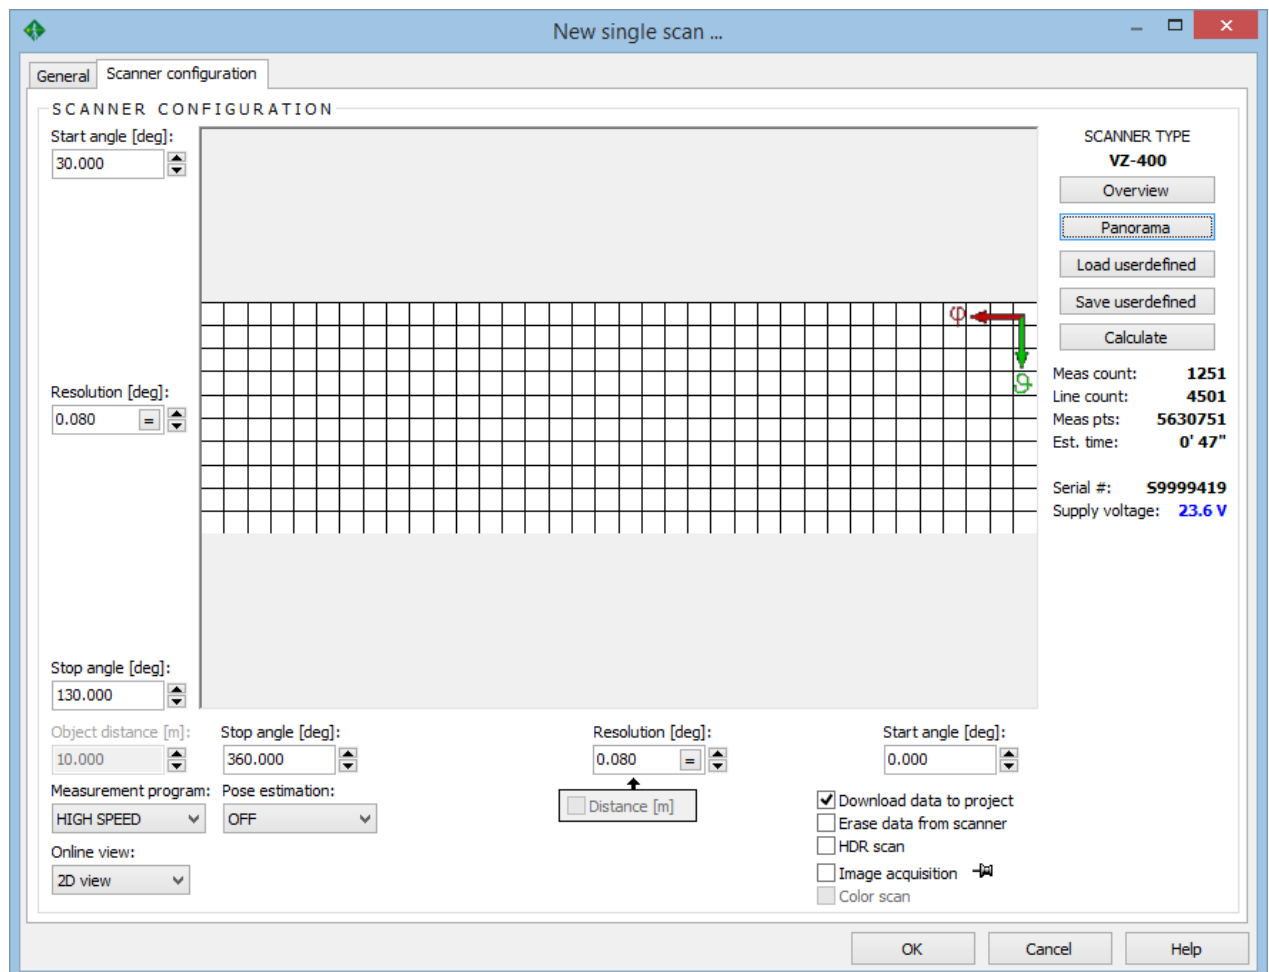 New single scan ...
General
Scanner configuration
SCANNER CONFIGURATION
Start angle [deg]:
30.000
Resolution [deg]:
0.080
=
Stop angle [deg]:
130.000
φ
ϑ
SCANNER TYPE
VZ-400
Overview
Panorama
Load userdefined
Save userdefined
Calculate
Meas count: 1251
Line count: 4501
Meas pts: 5630751
Est. time: 0' 47"
Serial #: S9999419
Supply voltage: 23.6 V
Object distance [m]:
10.000
Stop angle [deg]:
360.000
Resolution [deg]:
0.080
=
Distance [m]
Start angle [deg]:
0.000
Measurement program:
HIGH SPEED
Pose estimation:
OFF
Online view:
2D view
Download data to project
Erase data from scanner
HDR scan
Image acquisition
Color scan
OK
Cancel
Help